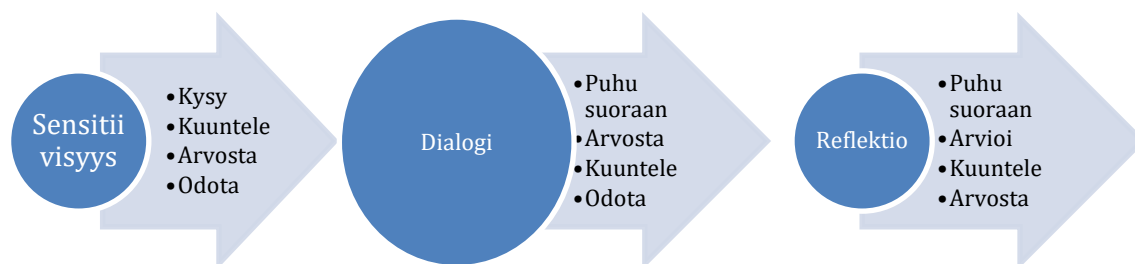 Sensitii
visyys
•Kysy
•Kuuntele
•Arvosta
•Odota
Dialogi
•Puhu
suoraan
•Arvosta
•Kuuntele
•Odota
Reflektio
•Puhu
suoraan
•Arvioi
•Kuuntele
•Arvosta